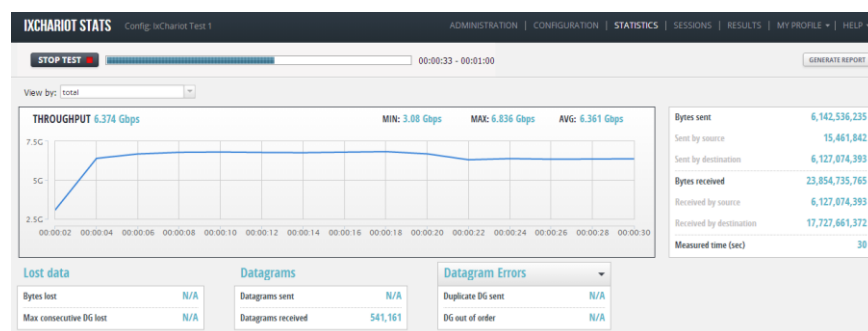 IXCHARIOT STATS Config: IxChariot Test 1 ADMINISTRATION | CONFIGURATION | STATISTICS | SESSIONS | RESULTS | MY PROFILE | HELP
STOP TEST 00:00:33 - 00:01:00 GENERATE REPORT
View by: total
THROUGHPUT 6.374 Gbps MIN: 3.08 Gbps MAX: 6.836 Gbps AVG: 6.361 Gbps
7.5G
5G
2.5G
00:00:02 00:00:04 00:00:06 00:00:08 00:00:10 00:00:12 00:00:14 00:00:16 00:00:18 00:00:20 00:00:22 00:00:24 00:00:26 00:00:28 00:00:30
Bytes sent 6,142,536,235
Sent by source 15,461,842
Sent by destination 6,127,074,393
Bytes received 23,854,735,765
Received by source 6,127,074,393
Received by destination 17,727,661,372
Measured time (sec) 30
Lost data
Bytes lost N/A
Max consecutive DG lost N/A
Datagrams
Datagrams sent N/A
Datagrams received 541,161
Datagram Errors
Duplicate DG sent N/A
DG out of order N/A